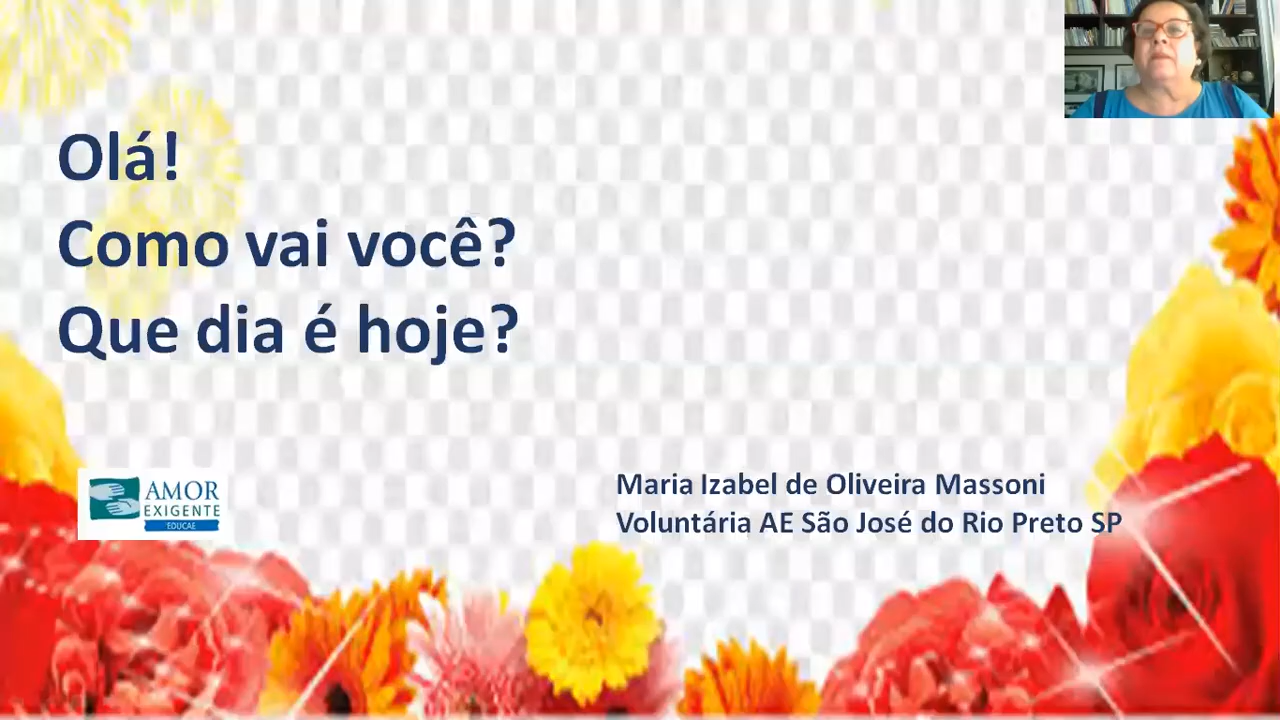 Olá!
Como vai você?
Que dia é hoje?
AMOR
EXIGENTE
EDUCAE
Maria Izabel de Oliveira Massoni
Voluntária AE São José do Rio Preto SP